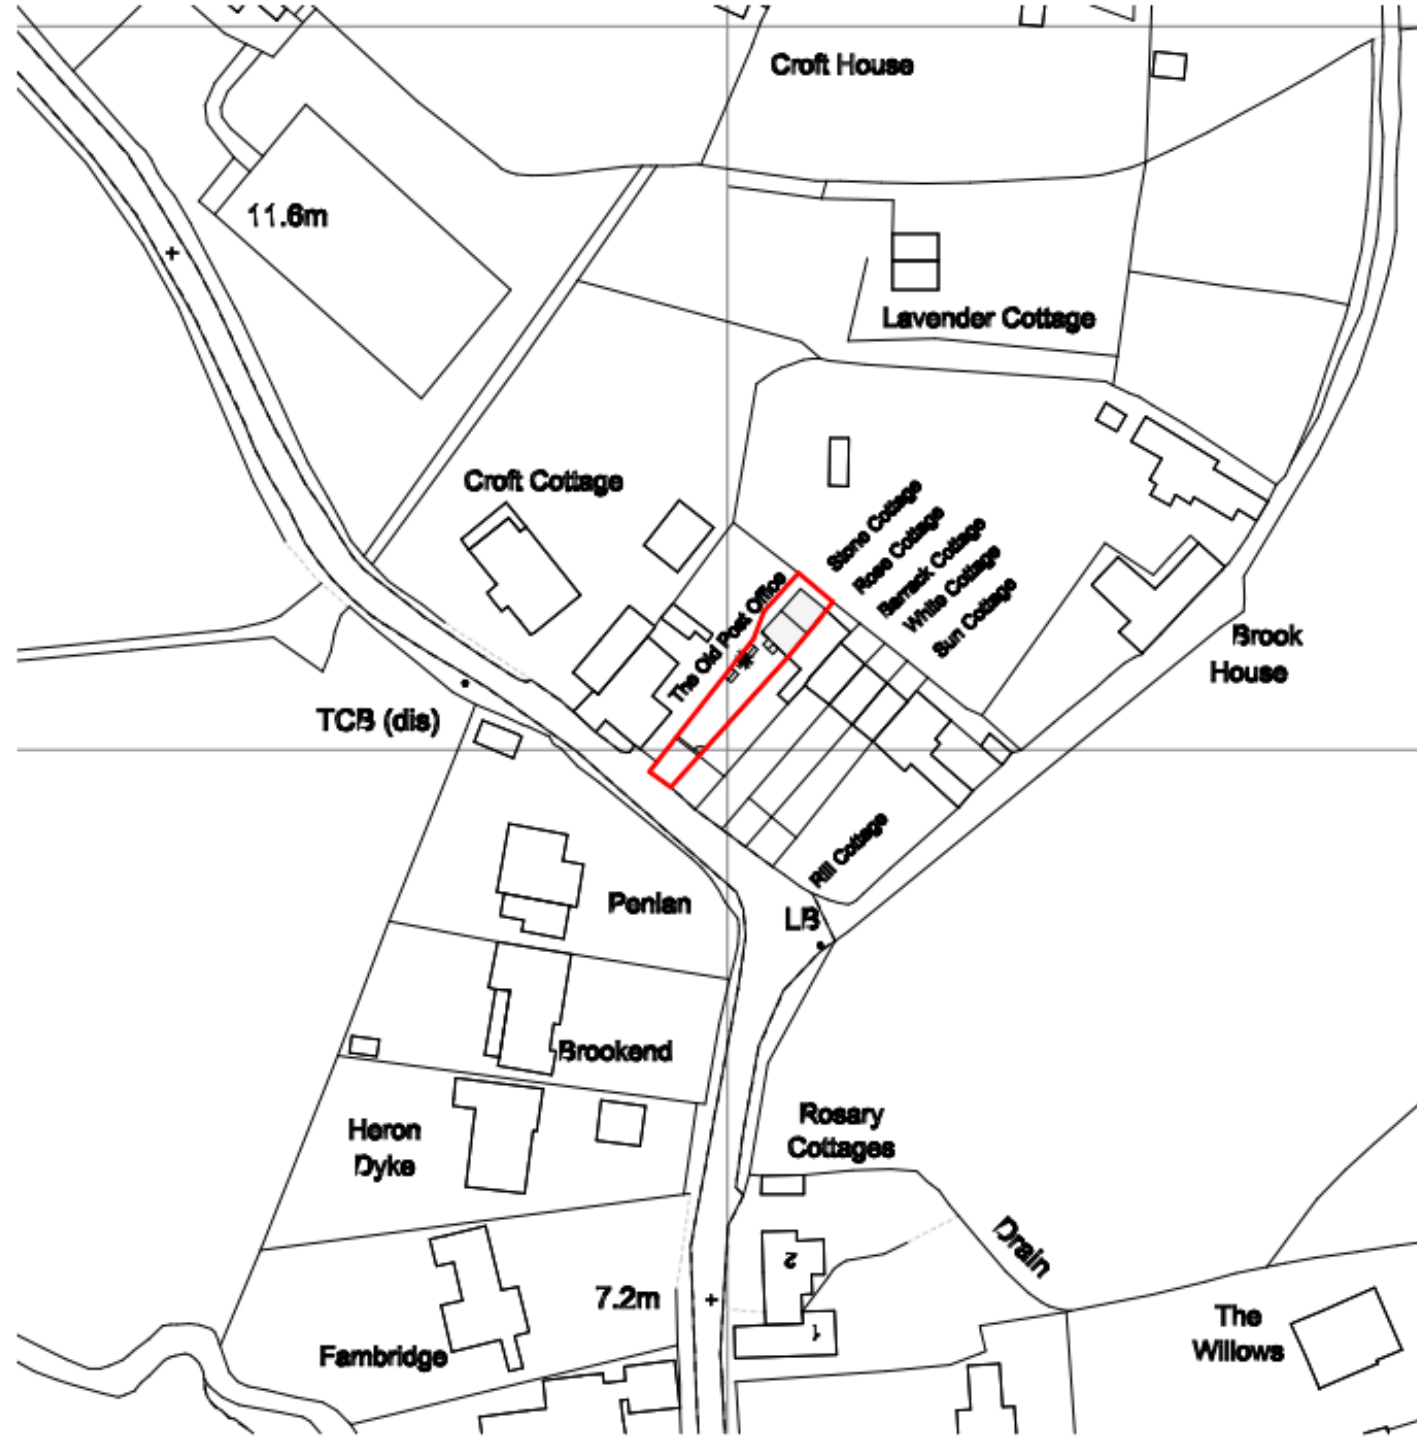 Croft House
11.6m
Lavender Cottage
Croft Cottage
Stone Cottage
Rose Cottage
Barrack Cottage
White Cottage
Sun Cottage
The Old Post Office
Brook
House
TCB (dis)
Rill Cottage
Penlan
LB
Brookend
Rosary
Cottages
Heron
Dyke
Drain
2
7.2m
1
The
Willows
Fambridge